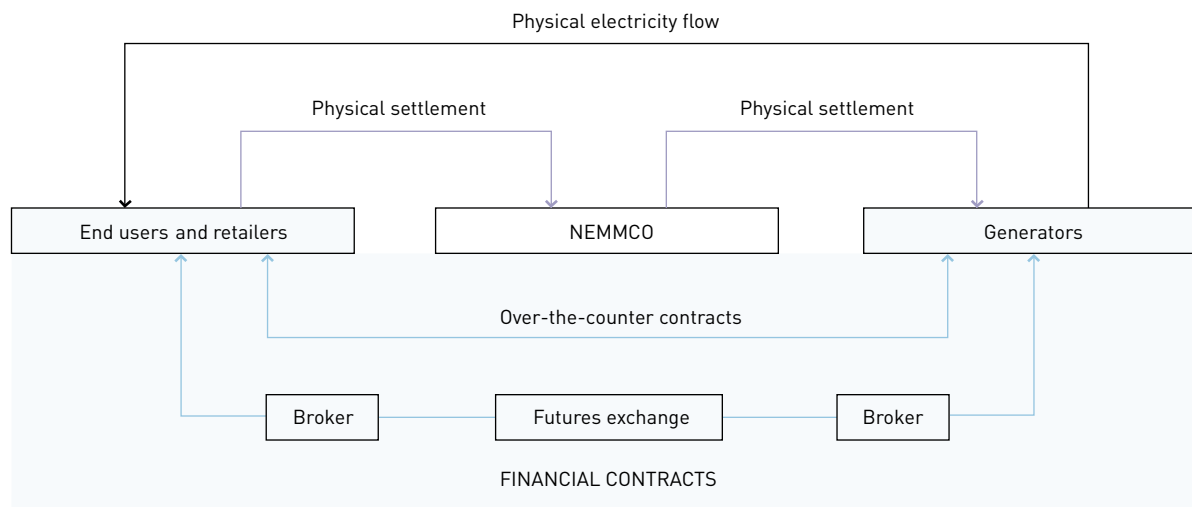 Physical electricity flow
Physical settlement
Physical settlement
End users and retailers
NEMMCO
Generators
Over-the-counter contracts
Broker
Futures exchange
Broker
FINANCIAL CONTRACTS